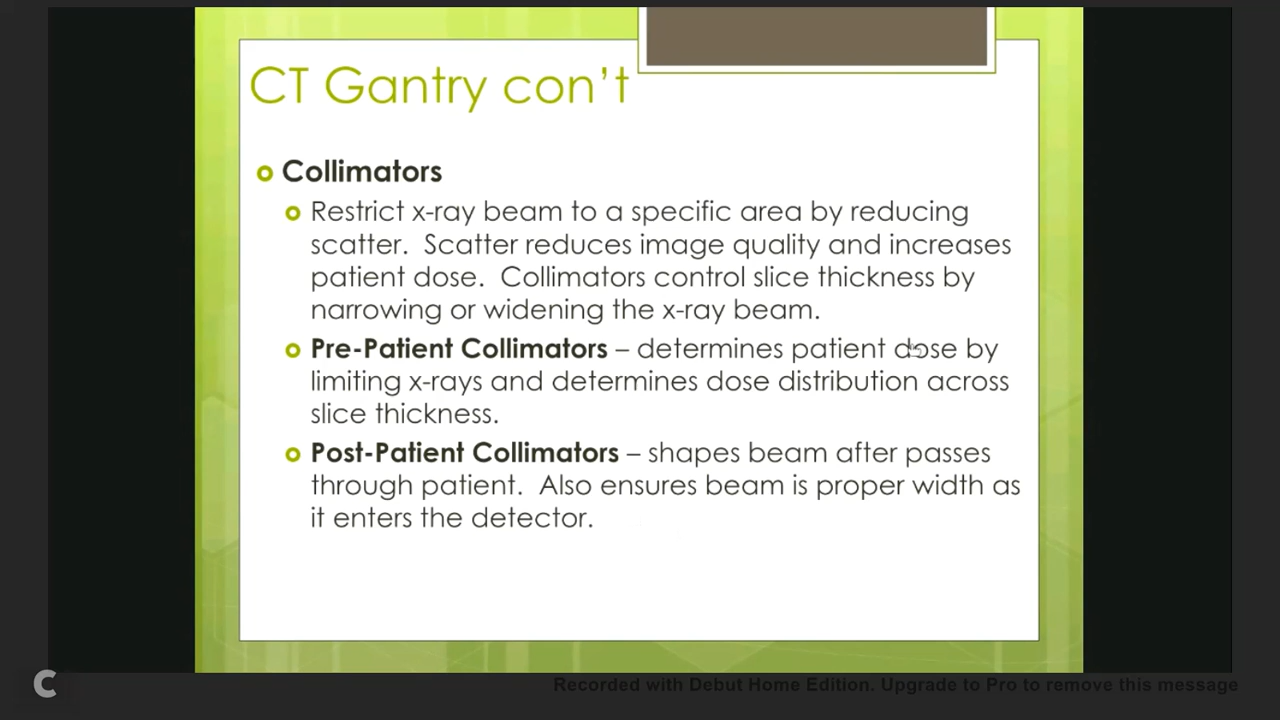 CT Gantry con't
Collimators
Restrict x-ray beam to a specific area by reducing
scatter.  Scatter reduces image quality and increases
patient dose.  Collimators control slice thickness by
narrowing or widening the x-ray beam.
Pre-Patient Collimators – determines patient dose by
limiting x-rays and determines dose distribution across
slice thickness.
Post-Patient Collimators – shapes beam after passes
through patient.  Also ensures beam is proper width as
it enters the detector.
C
Recorded with Debut Home Edition. Upgrade to Pro to remove this message